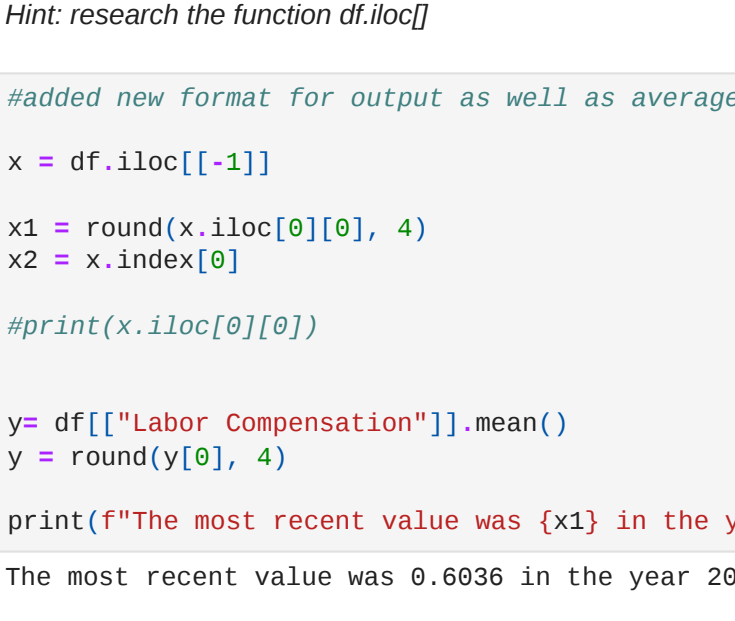 Hint: research the function df.iloc[]
#added new format for output as well as average
x = df.iloc[[-1]]
x1 = round(x.iloc[0][0], 4)
x2 = x.index[0]
#print(x.iloc[0][0])
y= df[["Labor Compensation"]].mean()
y = round(y[0], 4)
print(f"The most recent value was {x1} in the y
The most recent value was 0.6036 in the year 20